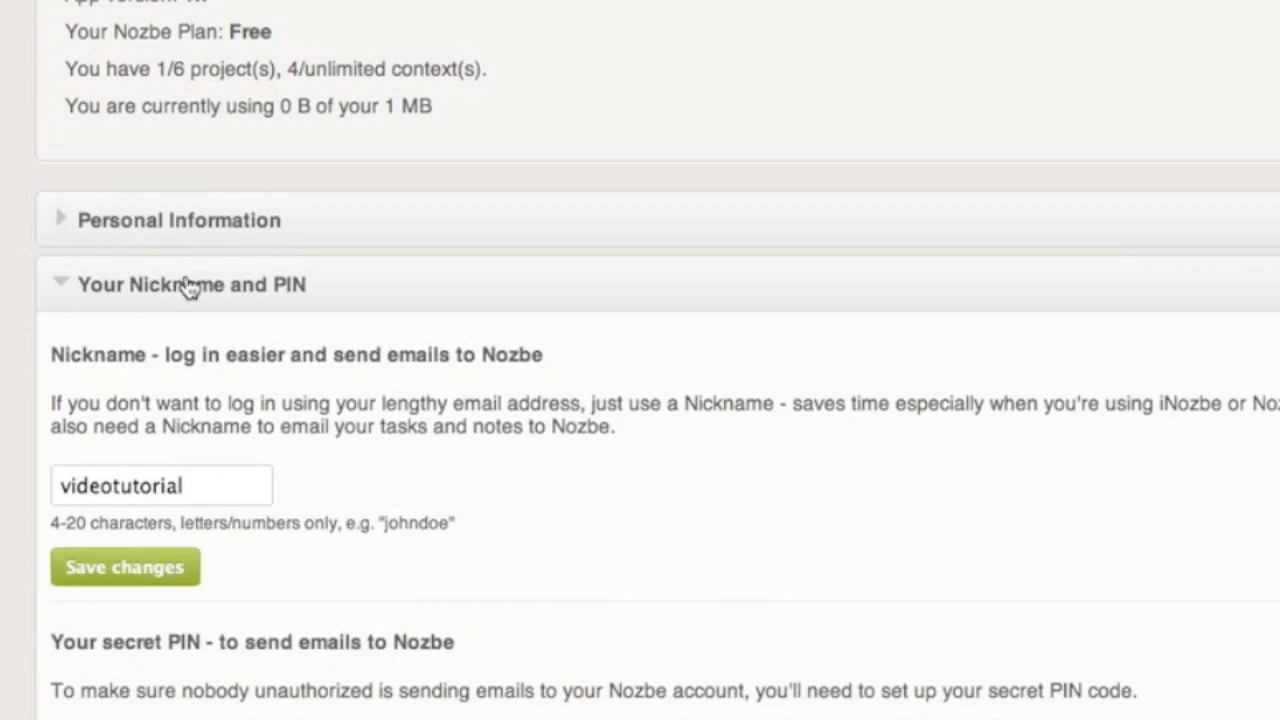 Your Nozbe Plan: Free
You have 1/6 project(s), 4/unlimited context(s).
You are currently using 0 B of your 1 MB
Personal Information
Your Nickname and PIN
Nickname - log in easier and send emails to Nozbe
If you don't want to log in using your lengthy email address, just use a Nickname - saves time especially when you're using iNozbe or Noz
also need a Nickname to email your tasks and notes to Nozbe.
videotutorial
4-20 characters, letters/numbers only, e.g. "johndoe"
Save changes
Your secret PIN - to send emails to Nozbe
To make sure nobody unauthorized is sending emails to your Nozbe account, you'll need to set up your secret PIN code.